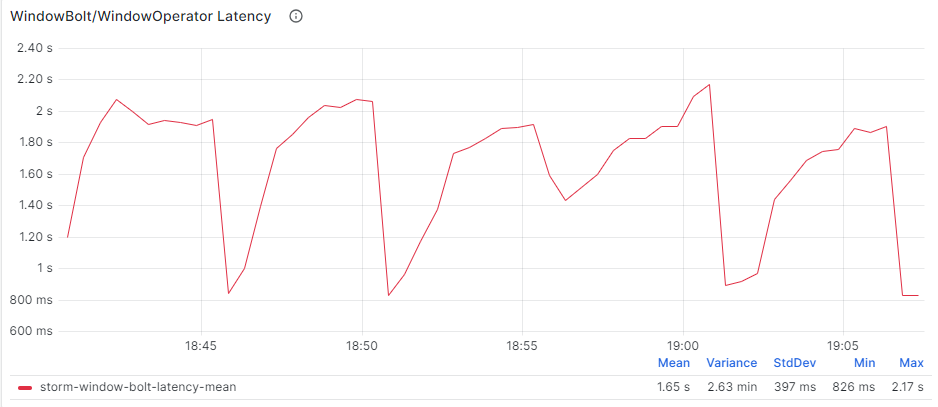 WindowBolt/WindowOperator Latency
2.40 s
2.20 s
2 s
1.80 s
1.60 s
1.40 s
1.20 s
1 s
800 ms
600 ms
18:45 18:50 18:55 19:00 19:05
Mean Variance StdDev Min Max
storm-window-bolt-latency-mean 1.65 s 2.63 min 397 ms 826 ms 2.17 s